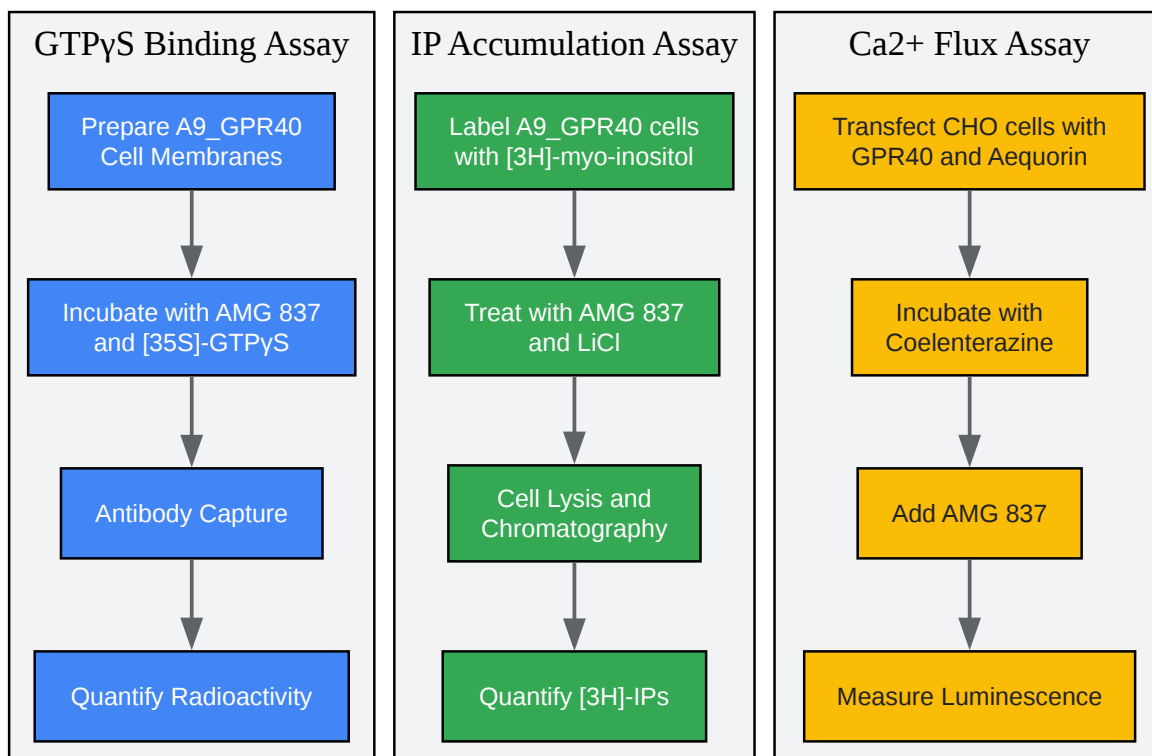 GTPγS Binding Assay
Prepare A9_GPR40
Cell Membranes
Incubate with AMG 837
and [35S]-GTPγS
Antibody Capture
Quantify Radioactivity
IP Accumulation Assay
Label A9_GPR40 cells
with [3H]-myo-inositol
Treat with AMG 837
and LiCl
Cell Lysis and
Chromatography
Quantify [3H]-IPs
Ca2+ Flux Assay
Transfect CHO cells with
GPR40 and Aequorin
Incubate with
Coelenterazine
Add AMG 837
Measure Luminescence